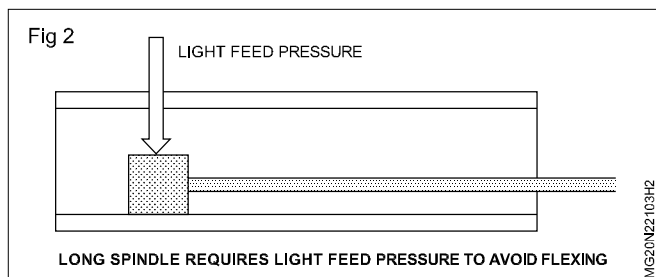 Fig 2
LIGHT FEED PRESSURE
LONG SPINDLE REQUIRES LIGHT FEED PRESSURE TO AVOID FLEXING
MG20N22103H2